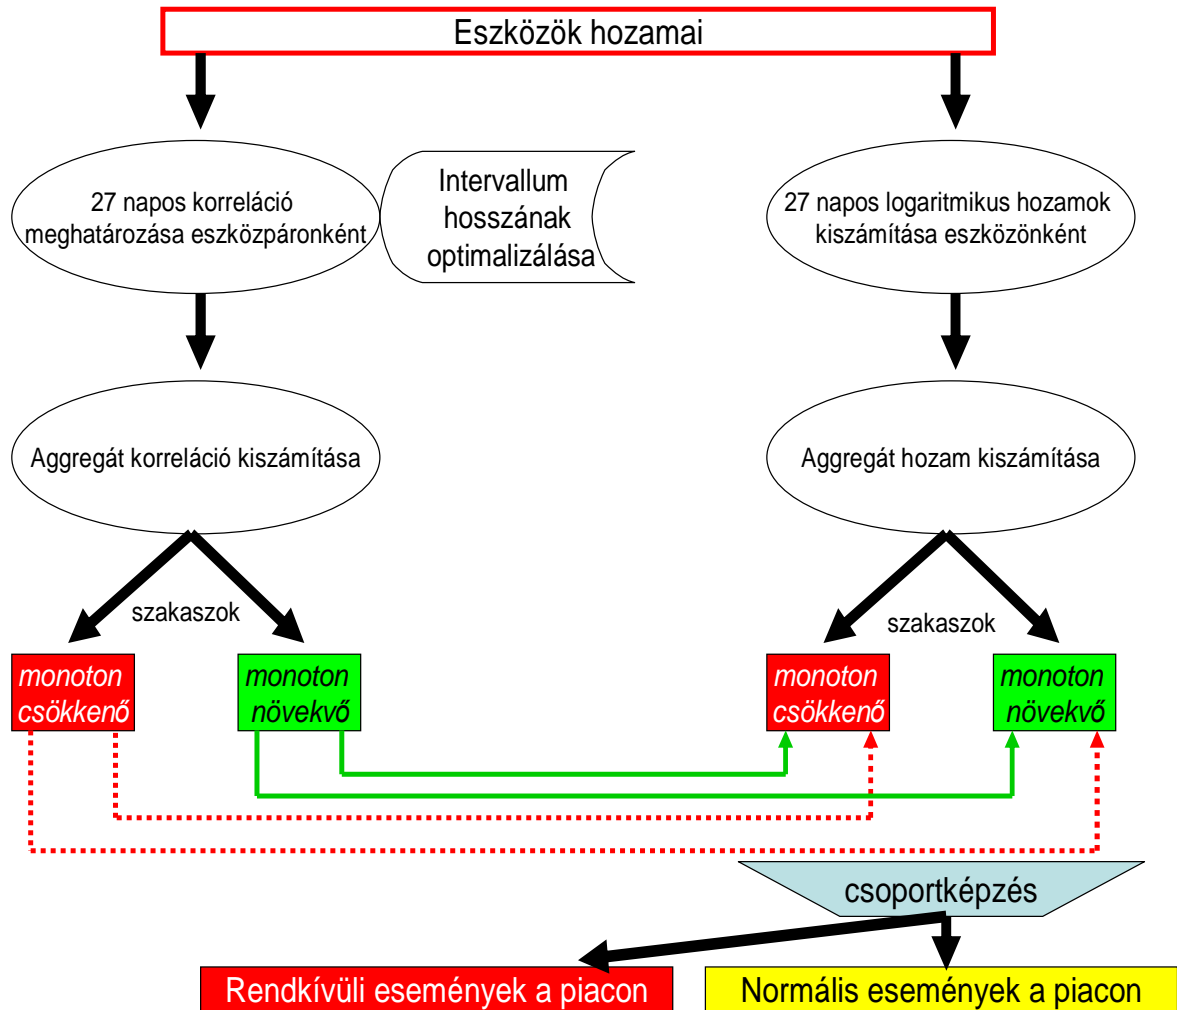 Eszközök hozamai
27 napos korreláció
meghatározása eszközpáronként
Intervallum
hosszának
optimalizálása
27 napos logaritmikus hozamok
kiszámítása eszközönként
Aggregát korreláció kiszámítása
Aggregát hozam kiszámítása
szakaszok
szakaszok
monoton
csökkenő
monoton
növekvő
monoton
csökkenő
monoton
növekvő
csoportképzés
Rendkívüli események a piacon
Normális események a piacon